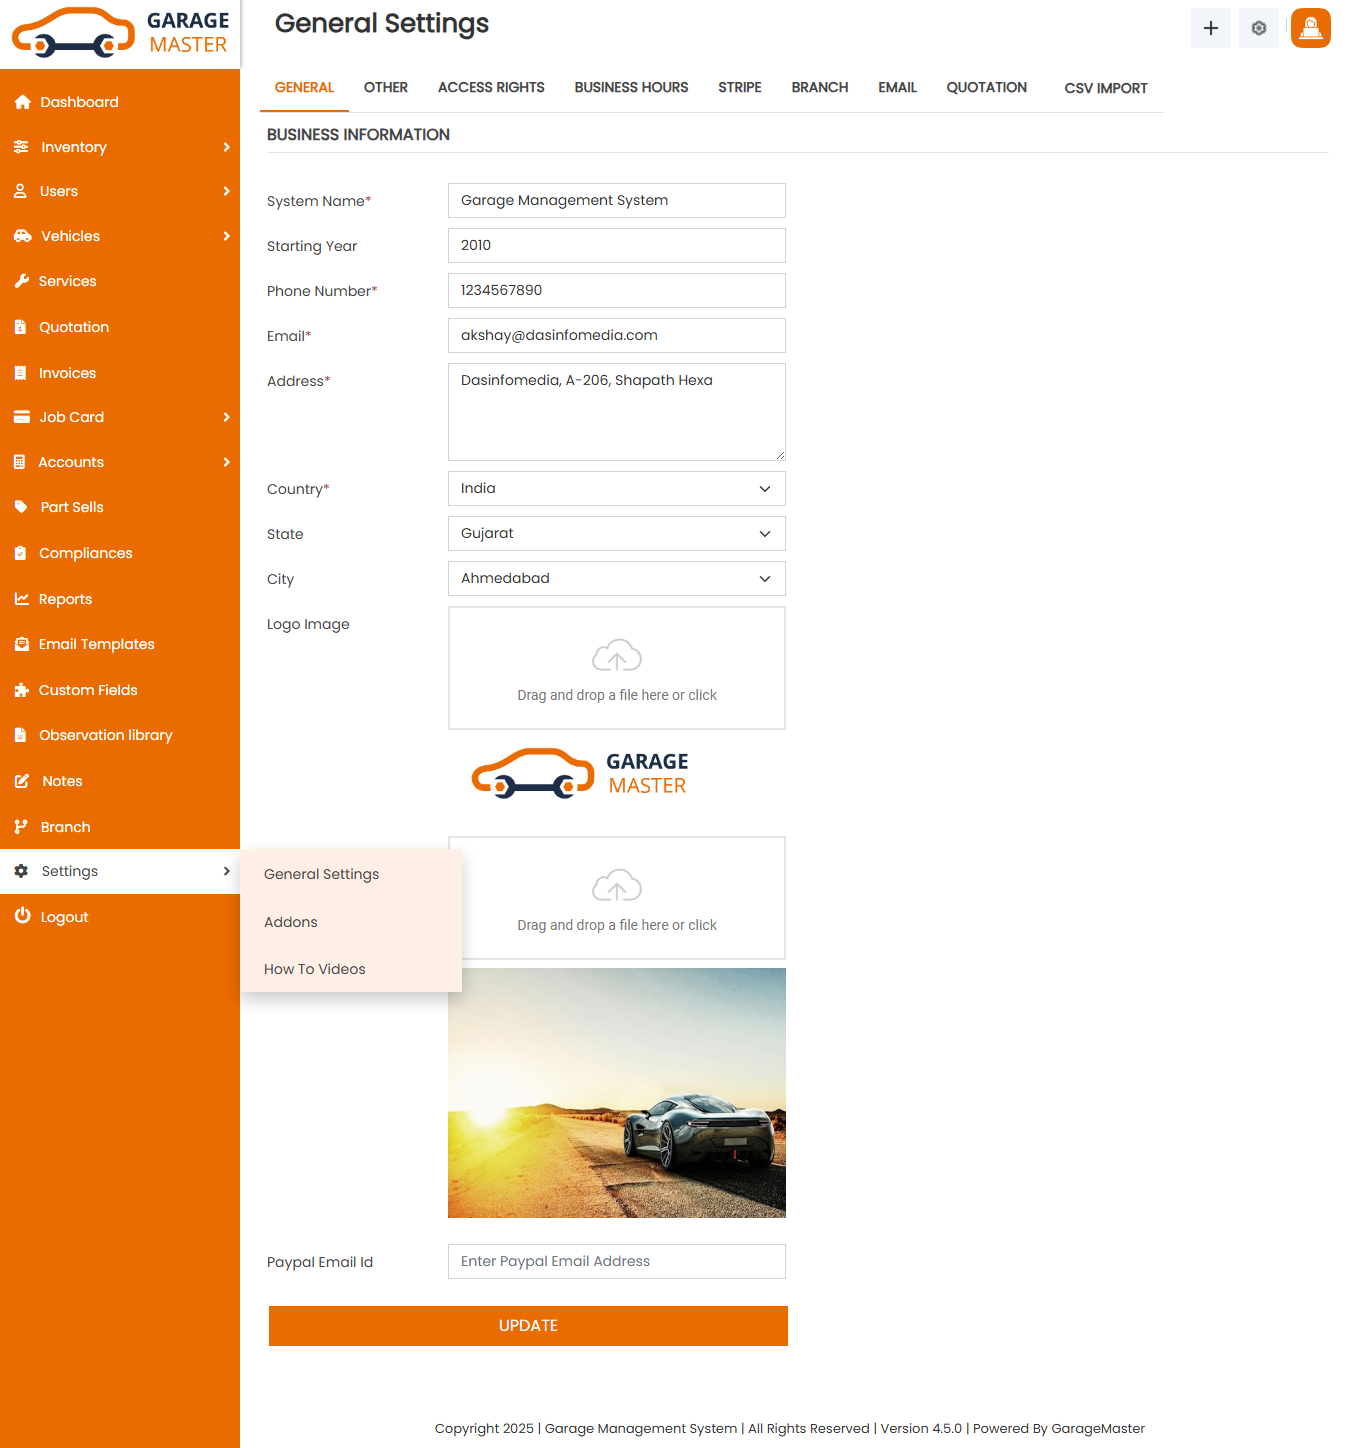 GARAGE
MASTER
General Settings
GENERAL OTHER ACCESS RIGHTS BUSINESS HOURS STRIPE BRANCH EMAIL QUOTATION CSV IMPORT
BUSINESS INFORMATION
Dashboard
Inventory
Users
Vehicles
Services
Quotation
Invoices
Job Card
Accounts
Part Sells
Compliances
Reports
Email Templates
Custom Fields
Observation library
Notes
Branch
Settings
Logout
General Settings
Addons
How To Videos
System Name* Garage Management System
Starting Year 2010
Phone Number* 1234567890
Email* akshay@dasinfomedia.com
Address* Dasinfomedia, A-206, Shapath Hexa
Country* India
State Gujarat
City Ahmedabad
Logo Image
Drag and drop a file here or click
GARAGE
MASTER
Drag and drop a file here or click
Paypal Email Id Enter Paypal Email Address
UPDATE
Copyright 2025 | Garage Management System | All Rights Reserved | Version 4.5.0 | Powered By GarageMaster